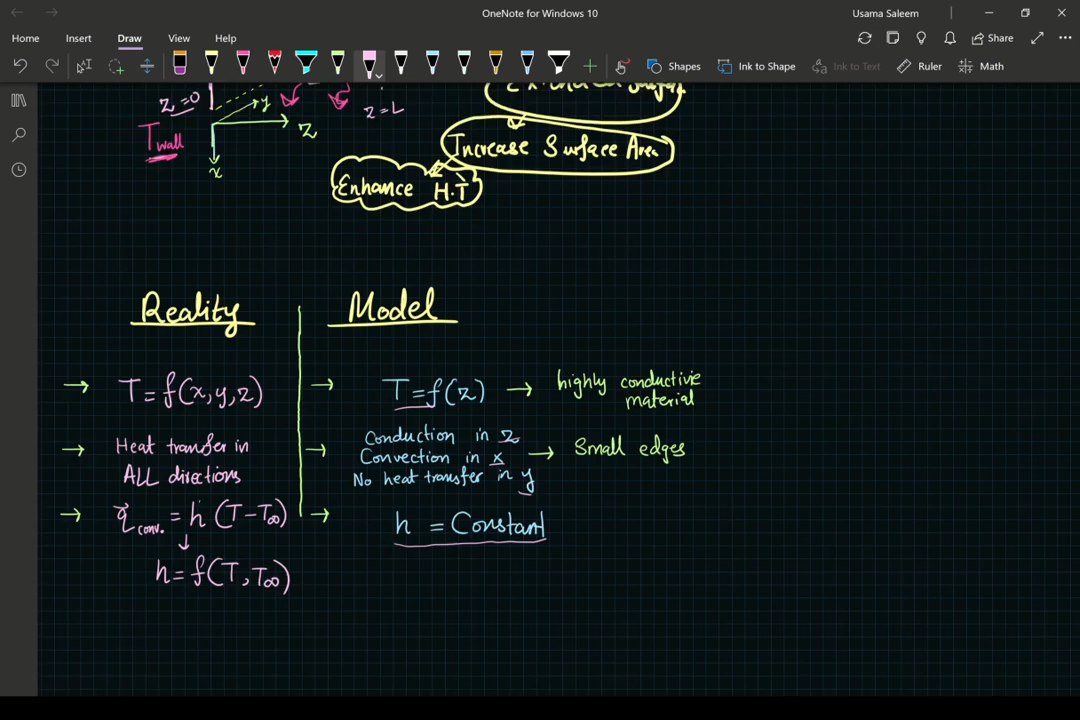 OneNote for Windows 10
Usama Saleem
Home Insert Draw View Help
Share
Shapes Ink to Shape Ink to Text Ruler Math
Surface
z=0
y
z=L
z
T wall
x
Increase Surface Area
Enhance H.T
Reality
Model
→ T=f(x,y,z)
→ T=f(z) → highly conductive
material
→ Heat transfer in
ALL directions
→ Conduction in z
Convection in x → Small edges
No heat transfer in y
→ q conv. = h (T-T∞)
→ h = Constant
↓
h=f(T,T∞)